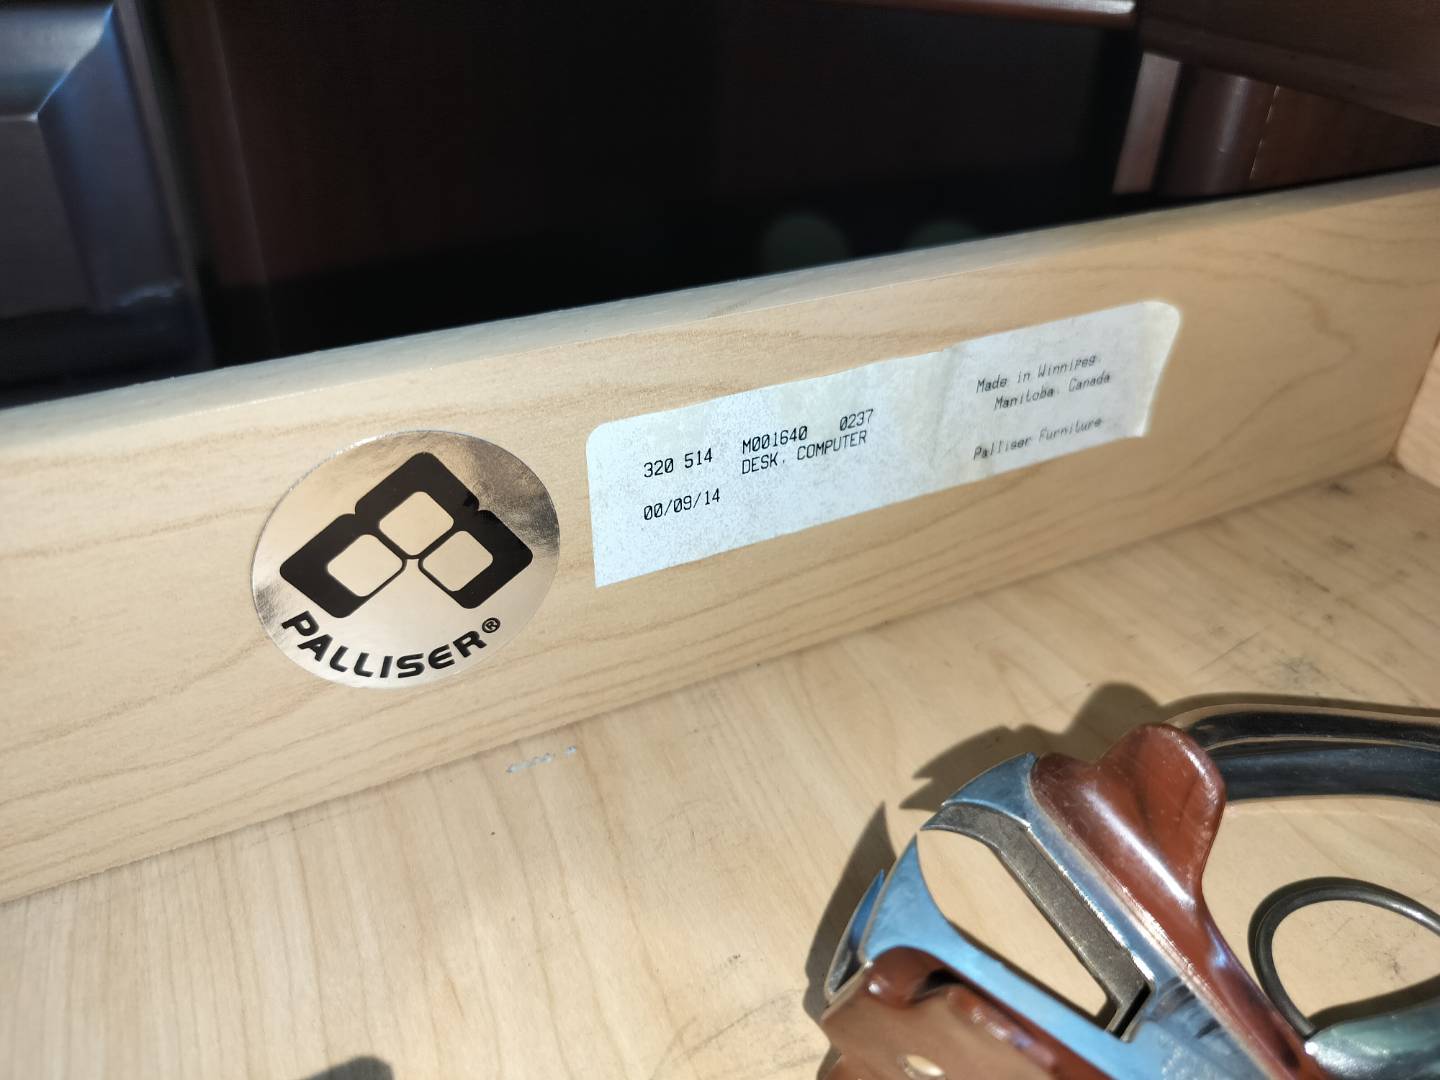 PALLISER®
320 514 M001640 0237
DESK, COMPUTER
00/09/14
Made in Winnipeg
Manitoba, Canada
Palliser Furniture